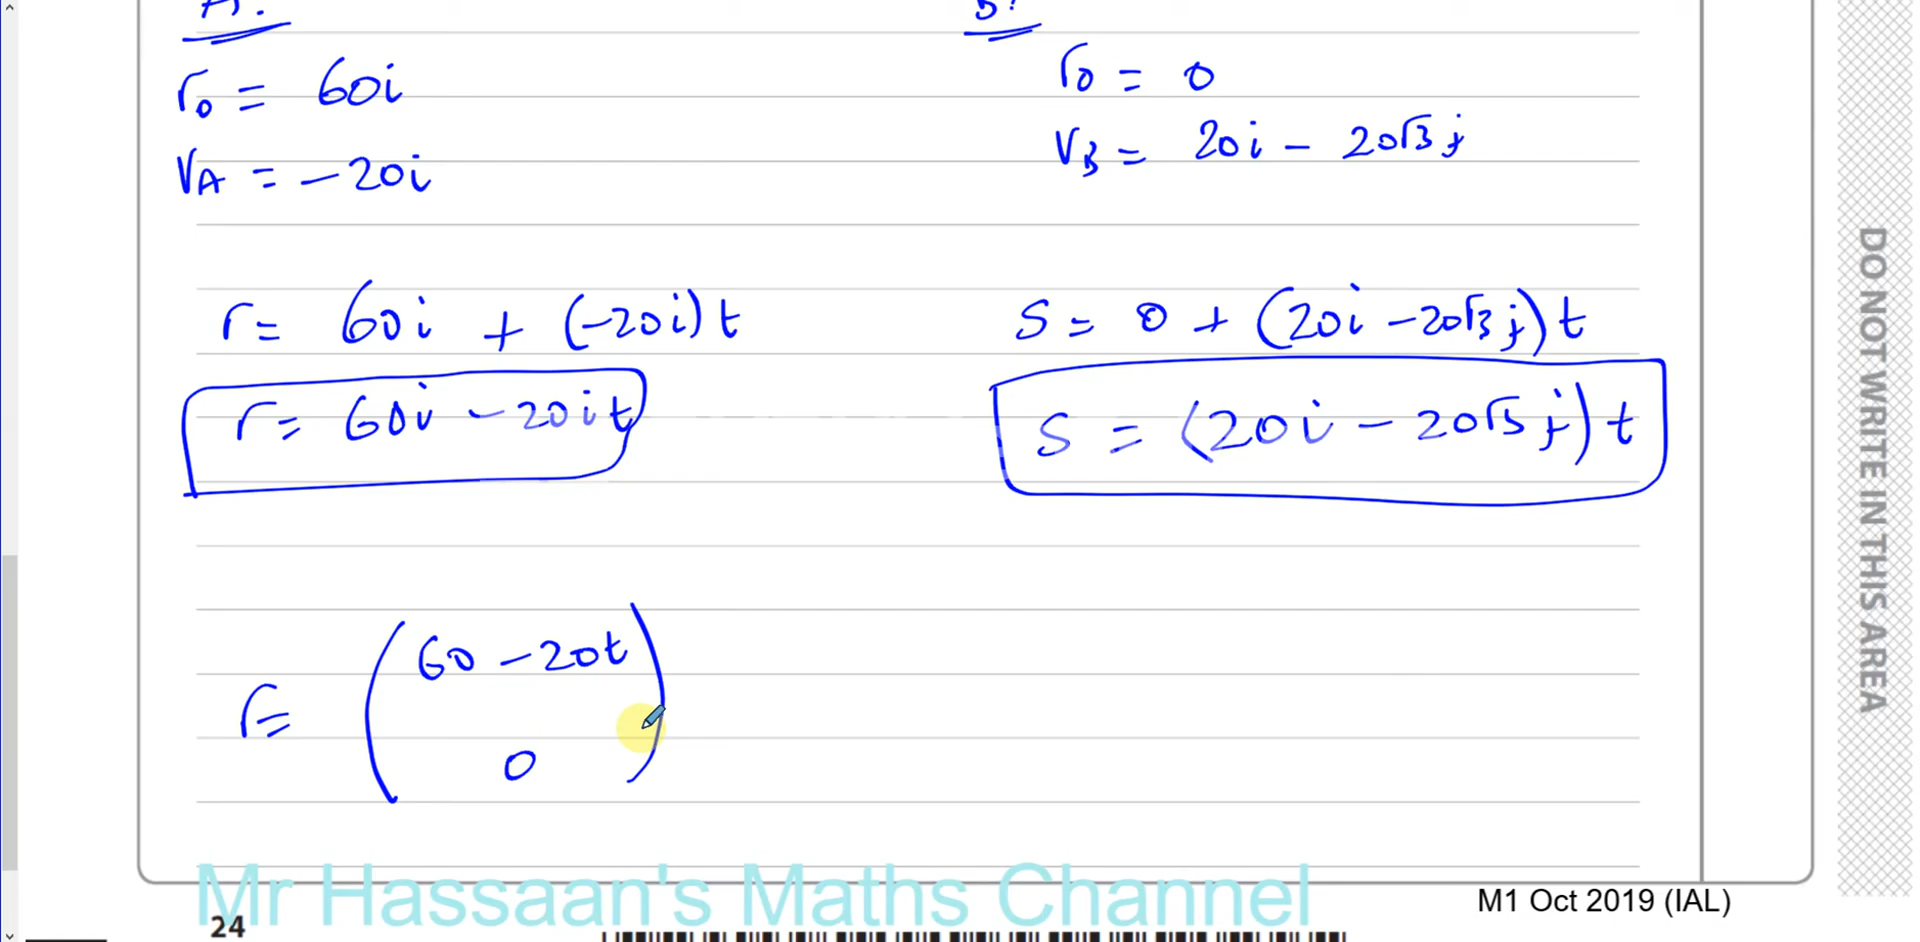 A:
B:
r₀ = 60i
r₀ = 0
V_A = -20i
V_B = 20i - 20√3 j
r = 60i + (-20i)t
s = 0 + (20i - 20√3 j)t
r = 60i - 20it
s = (20i - 20√3 j)t
r = (60 - 20t
0)
DO NOT WRITE IN THIS AREA
Mr Hassaan's Maths Channel
M1 Oct 2019 (IAL)
24